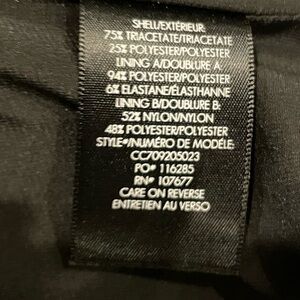 SHELL/EXTÉRIEUR:
75% TRIACETATE/TRIACETATE
25% POLYESTER/POLYESTER
LINING A/DOUBLURE A
94% POLYESTER/POLYESTER
6% ELASTANE/ÉLASTHANNE
LINING B/DOUBLURE B:
52% NYLON/NYLON
48% POLYESTER/POLYESTER
STYLE#/NUMÉRO DE MODÈLE:
CC709205023
PO# 116285
RN# 107677
CARE ON REVERSE
ENTRETIEN AU VERSO